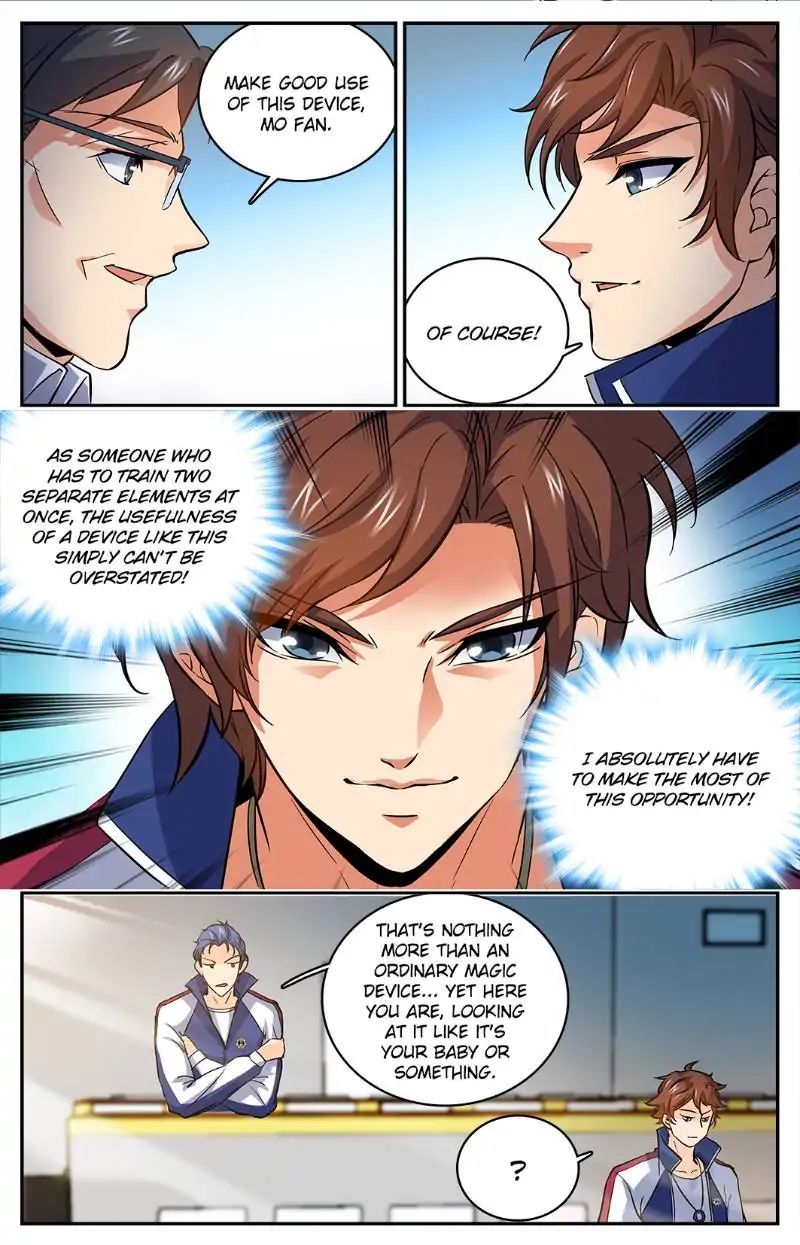 MAKE GOOD USE
OF THIS DEVICE,
MO FAN.
OF COURSE!
AS SOMEONE WHO
HAS TO TRAIN TWO
SEPARATE ELEMENTS AT
ONCE, THE USEFULNESS
OF A DEVICE LIKE THIS
SIMPLY CAN'T BE
OVERSTATED!
I ABSOLUTELY HAVE
TO MAKE THE MOST OF
THIS OPPORTUNITY!
THAT'S NOTHING
MORE THAN AN
ORDINARY MAGIC
DEVICE... YET HERE
YOU ARE, LOOKING
AT IT LIKE IT'S
YOUR BABY OR
SOMETHING.
?